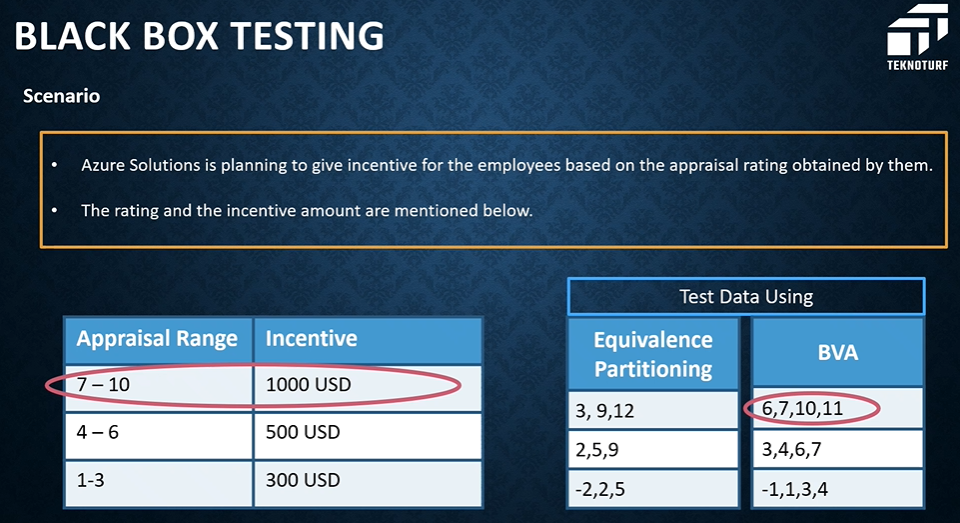 BLACK BOX TESTING
TEKNOTURF
Scenario
• Azure Solutions is planning to give incentive for the employees based on the appraisal rating obtained by them.
• The rating and the incentive amount are mentioned below.
Test Data Using
Appraisal Range Incentive
7 – 10 1000 USD
4 – 6 500 USD
1-3 300 USD
Equivalence
Partitioning
BVA
3, 9,12 6,7,10,11
2,5,9 3,4,6,7
-2,2,5 -1,1,3,4